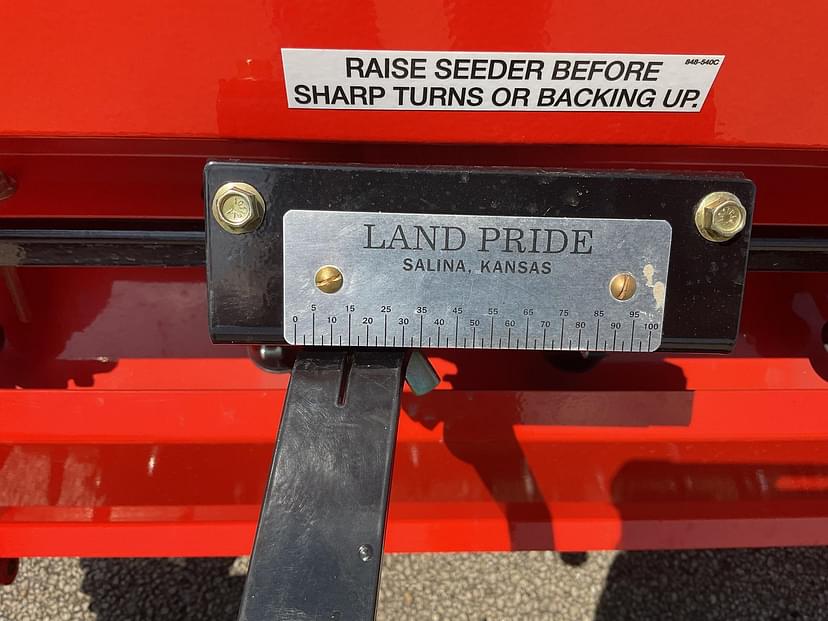 848-540C
RAISE SEEDER BEFORE
SHARP TURNS OR BACKING UP.
LAND PRIDE
SALINA, KANSAS
5 15 25 35 45 55 65 75 85 95
0 10 20 30 40 50 60 70 80 90 100